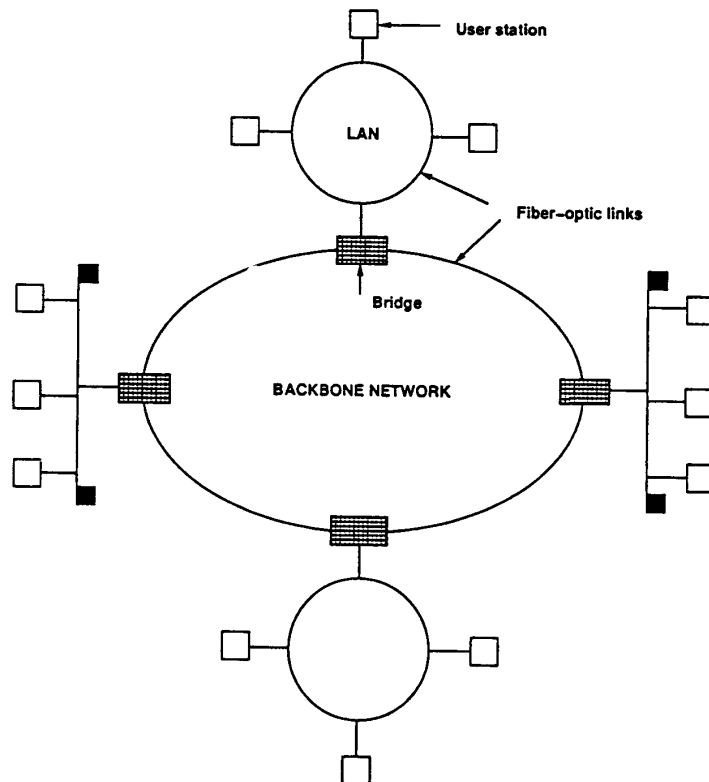 User station
LAN
Fiber-optic links
Bridge
BACKBONE NETWORK